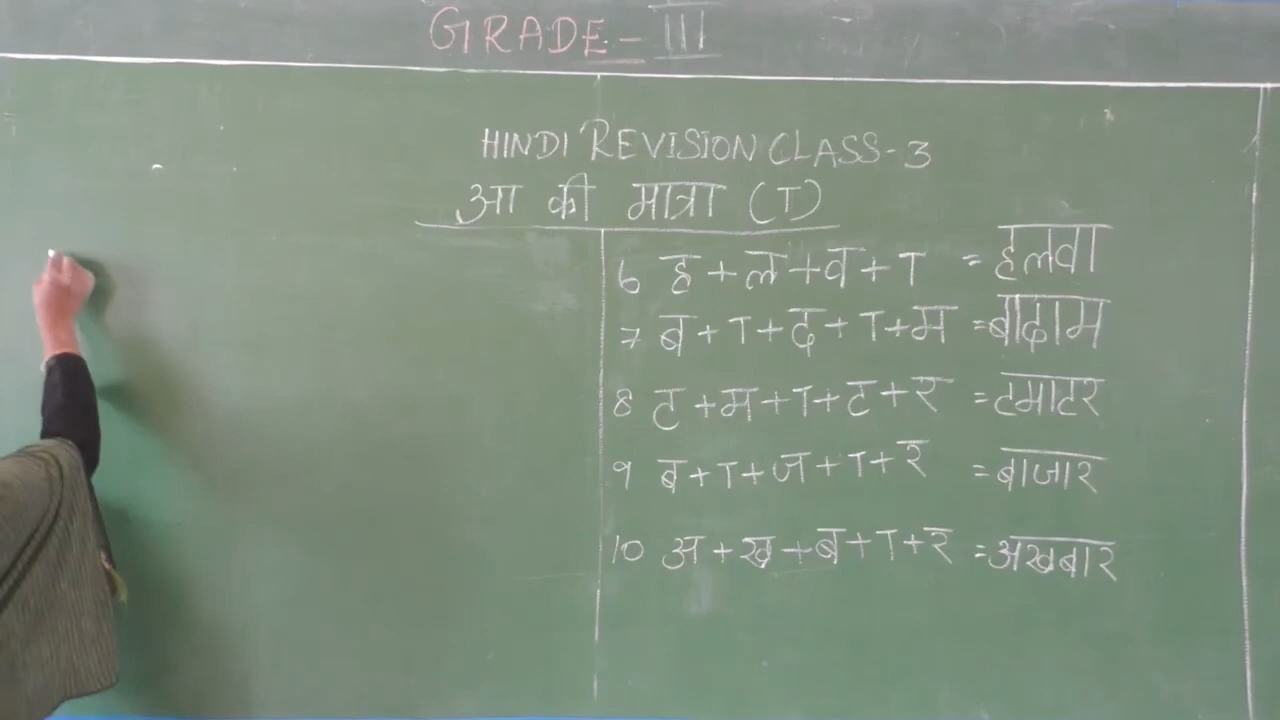 GRADE - III
HINDI REVISION CLASS - 3
आ की मात्रा (ा)
6 ह + ल + व + ा = हलवा
7 ब + ा + द + ा + म = बादाम
8 ट + म + ा + ट + र = टमाटर
9 ब + ा + ज + ा + र = बाजार
10 अ + ख + ब + ा + र = अखबार